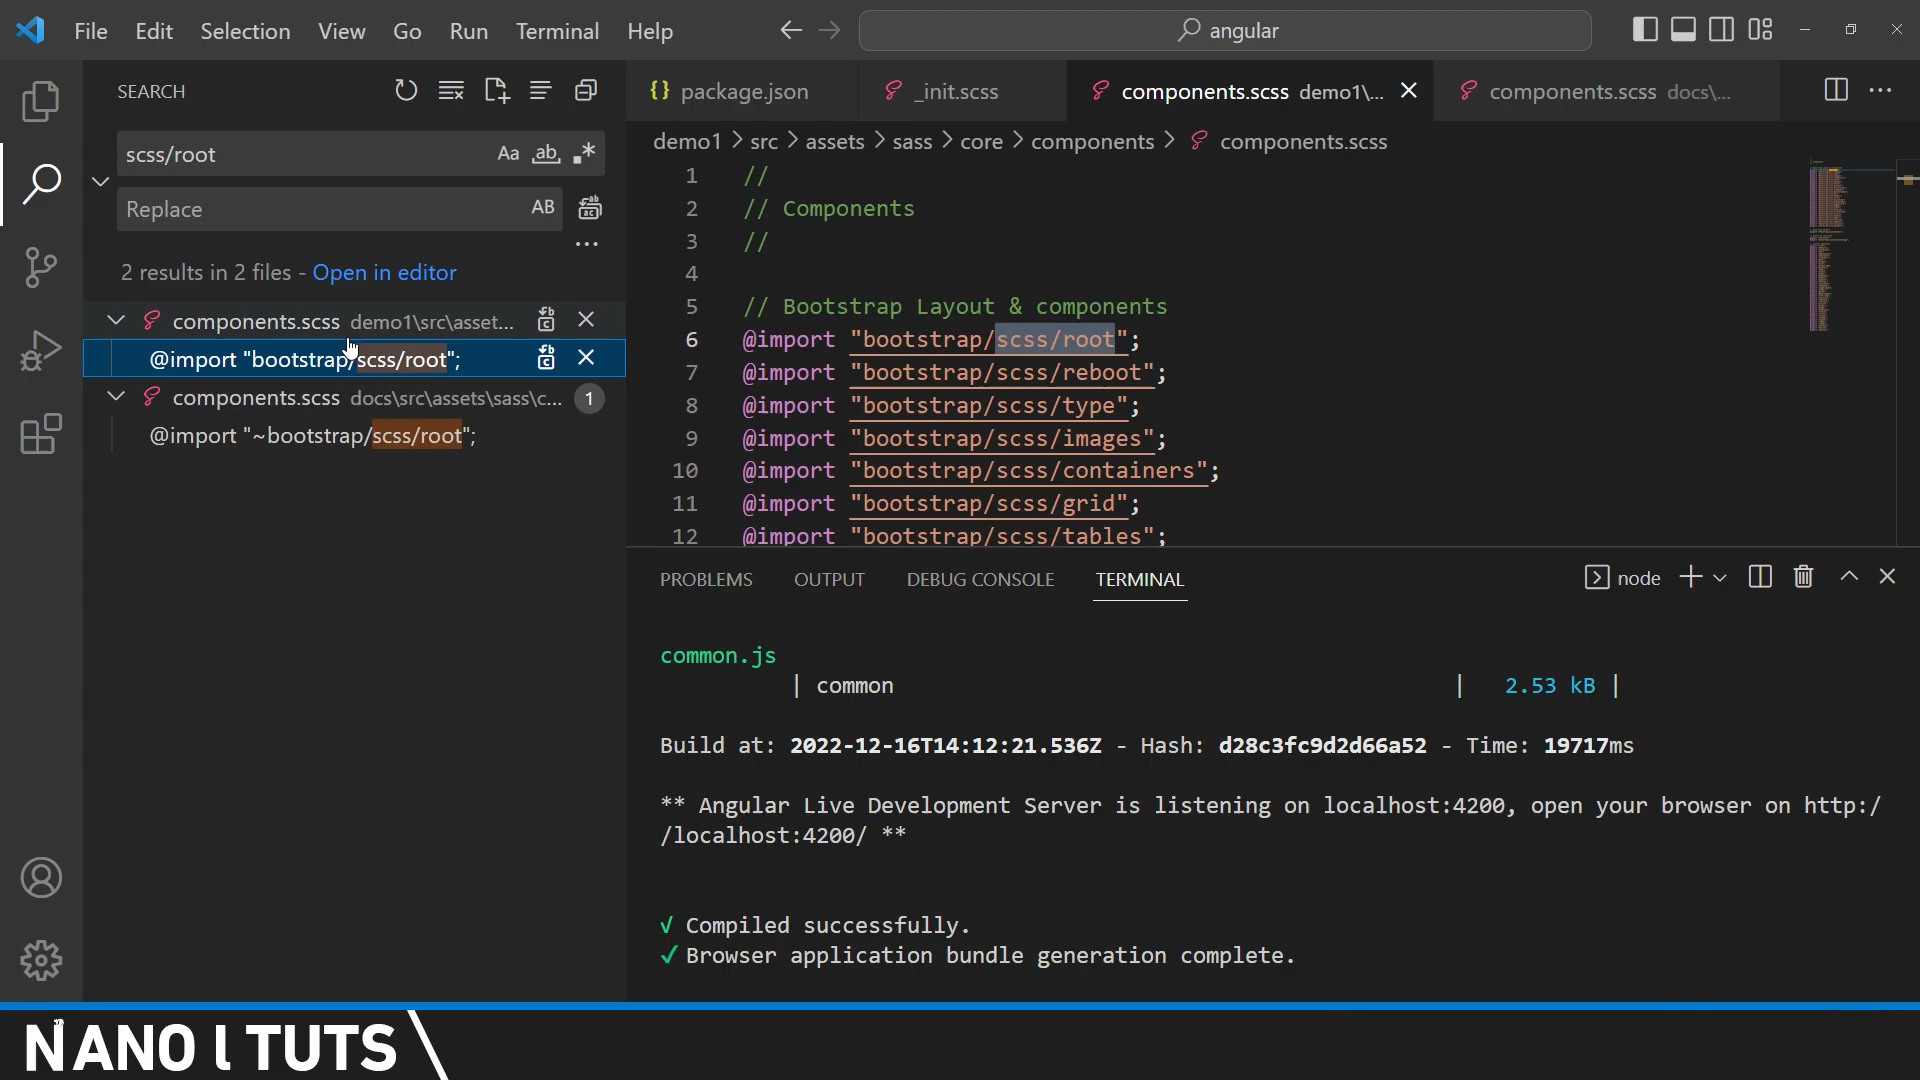 File Edit Selection View Go Run Terminal Help
angular
SEARCH
scss/root
Aa ab .*
Replace
AB
2 results in 2 files - Open in editor
components.scss demo1\src\asset...
@import "bootstrap/scss/root";
components.scss docs\src\assets\sass\c... 1
@import "~bootstrap/scss/root";
{} package.json _init.scss components.scss demo1\... components.scss docs\...
demo1 > src > assets > sass > core > components > components.scss
1 //
2 // Components
3 //
4
5 // Bootstrap Layout & components
6 @import "bootstrap/scss/root";
7 @import "bootstrap/scss/reboot";
8 @import "bootstrap/scss/type";
9 @import "bootstrap/scss/images";
10 @import "bootstrap/scss/containers";
11 @import "bootstrap/scss/grid";
12 @import "bootstrap/scss/tables";
PROBLEMS OUTPUT DEBUG CONSOLE TERMINAL
node
common.js
| common | 2.53 kB |
Build at: 2022-12-16T14:12:21.536Z - Hash: d28c3fc9d2d66a52 - Time: 19717ms
** Angular Live Development Server is listening on localhost:4200, open your browser on http:/
/localhost:4200/ **
√ Compiled successfully.
✓ Browser application bundle generation complete.
NANO l TUTS